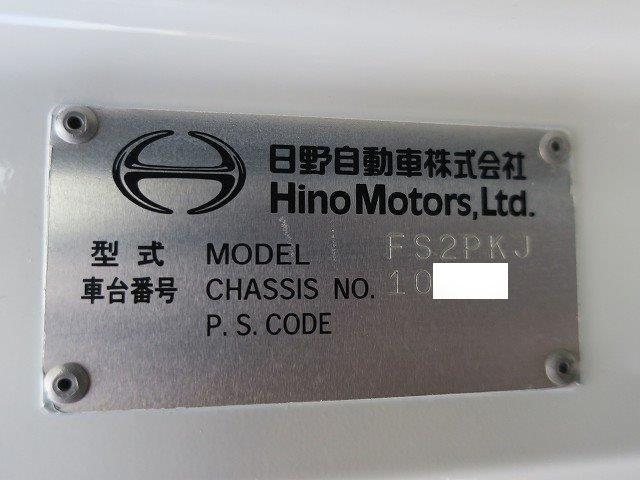 日野自動車株式会社
Hino Motors, Ltd.
型式 MODEL FS2PKJ
車台番号 CHASSIS NO. 10
P. S. CODE